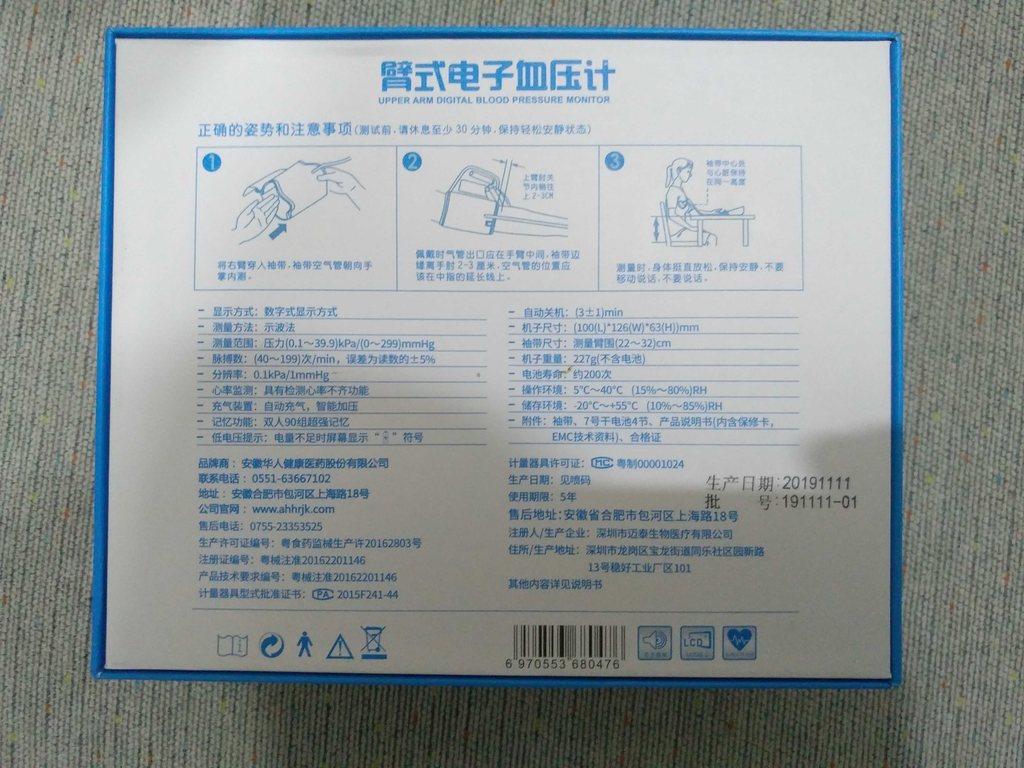 臂式电子血压计
UPPER ARM DIGITAL BLOOD PRESSURE MONITOR
正确的姿势和注意事项(测试前,请休息至少30分钟,保持轻松安静状态)
1
将右臂穿入袖带,袖带空气管朝向手
掌内测。
2
上臂肘关
节内侧往
上2-3CM
佩戴时气管出口应在手臂中间,袖带边
缘离手肘2-3厘米,空气管的位置应
该在中指的延长线上。
3
袖带中心点
与心脏保持
在同一高度
测量时,身体挺直放松,保持安静,不要
移动说话,不要说话。
- 显示方式:数字式显示方式
- 测量方法:示波法
- 测量范围:压力(0.1~39.9)kPa/(0~299)mmHg
- 脉搏数:(40~199)次/min,误差为读数的±5%
- 分辨率:0.1kPa/1mmHg
- 心率监测:具有检测心率不齐功能
- 充气装置:自动充气,智能加压
- 记忆功能:双人90组超强记忆
- 低电压提示:电量不足时屏幕显示“ ”符号
- 自动关机:(3±1)min
- 机子尺寸:(100(L)*126(W)*63(H))mm
- 袖带尺寸:测量臂围(22~32)cm
- 机子重量:227g(不含电池)
- 电池寿命:约200次
- 操作环境:5℃~40℃ (15%~80%)RH
- 储存环境:-20℃~+55℃ (10%~85%)RH
- 附件:袖带、7号干电池4节、产品说明书(内含保修卡,
EMC技术资料)、合格证
品牌商:安徽华人健康医药股份有限公司
联系电话:0551-63667102
地址:安徽合肥市包河区上海路18号
公司官网:www.ahhrjk.com
售后电话:0755-23353525
生产许可证编号:粤食药监械生产许20162803号
注册证编号:粤械注准20162201146
产品技术要求编号:粤械注准20162201146
计量器具型式批准证书:PA 2015F241-44
计量器具许可证:MC 粤制00001024
生产日期:见喷码
使用期限:5年
生产日期:20191111
批 号:191111-01
售后地址:安徽省合肥市包河区上海路18号
注册人/生产企业:深圳市迈泰生物医疗有限公司
住所/生产地址:深圳市龙岗区宝龙街道同乐社区园新路
13号稳好工业厂区101
其他内容详见说明书
6 970553 680476
LCD